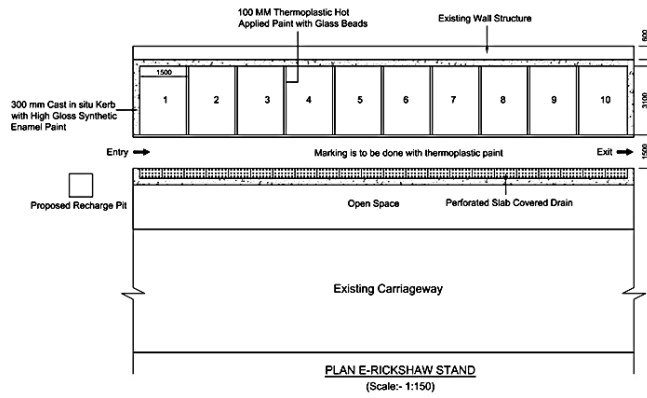 100 MM Thermoplastic Hot
Applied Paint with Glass Beads
Existing Wall Structure
600
1500
1 2 3 4 5 6 7 8 9 10
3100
300 mm Cast in situ Kerb
with High Gloss Synthetic
Enamel Paint
Entry Marking is to be done with thermoplastic paint Exit
1500
Proposed Recharge Pit
Open Space Perforated Slab Covered Drain
Existing Carriageway
PLAN E-RICKSHAW STAND
(Scale:- 1:150)